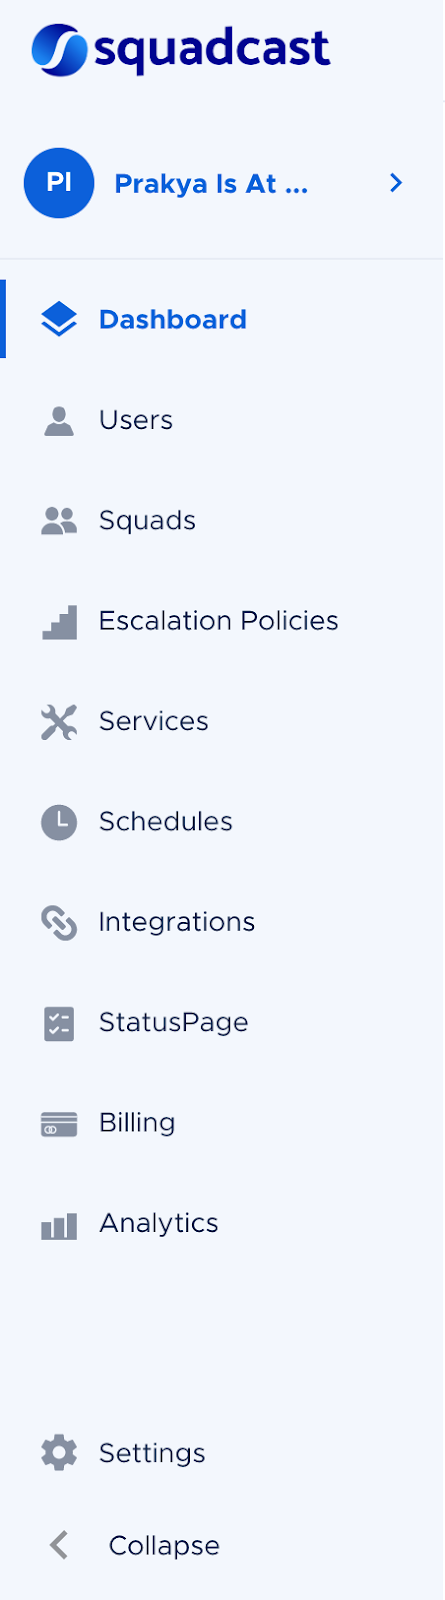 squadcast
PI
Prakya Is At ...
Dashboard
Users
Squads
Escalation Policies
Services
Schedules
Integrations
StatusPage
Billing
Analytics
Settings
Collapse